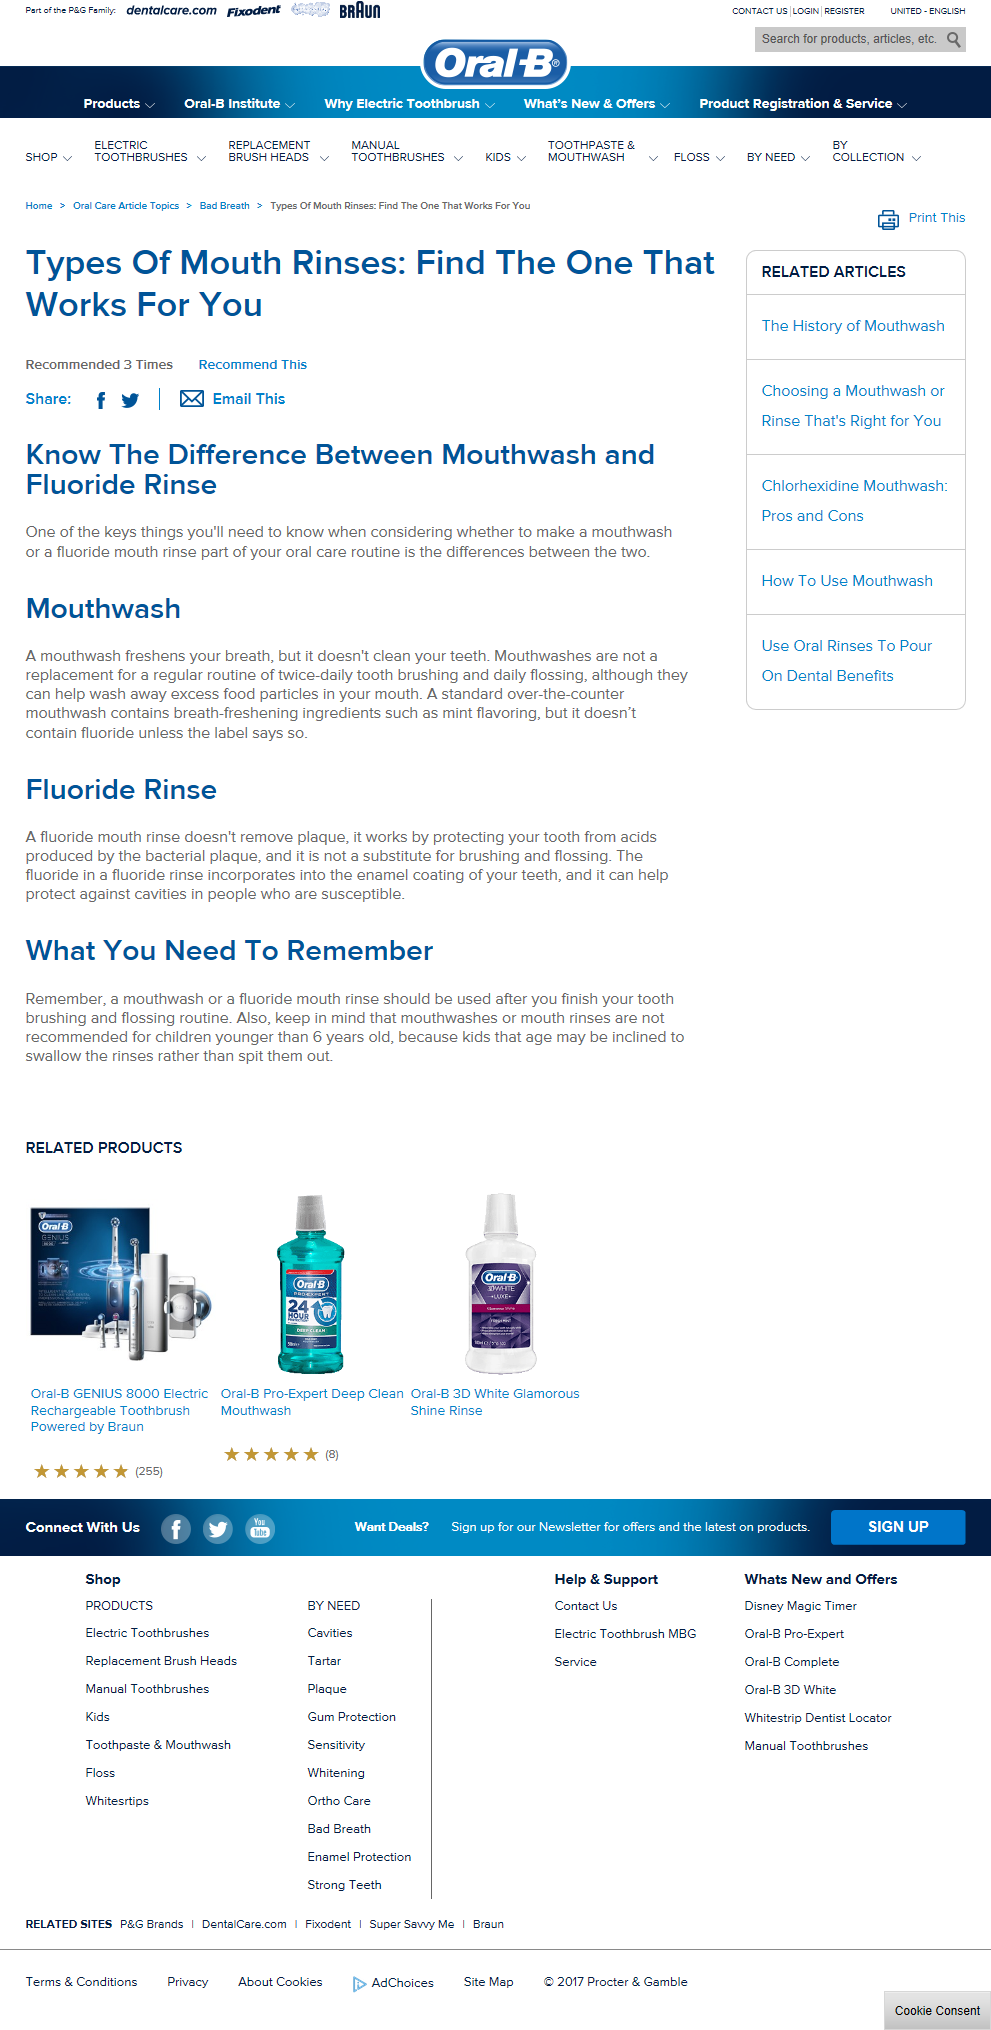 Part of the P&G Family: dentalcare.com Fixodent BRAUN
CONTACT US | LOGIN | REGISTER UNITED - ENGLISH
Search for products, articles, etc.
Oral-B®
Products Oral-B Institute Why Electric Toothbrush What's New & Offers Product Registration & Service
SHOP ELECTRIC TOOTHBRUSHES REPLACEMENT BRUSH HEADS MANUAL TOOTHBRUSHES KIDS TOOTHPASTE & MOUTHWASH FLOSS BY NEED BY COLLECTION
Home > Oral Care Article Topics > Bad Breath > Types Of Mouth Rinses: Find The One That Works For You
Print This
Types Of Mouth Rinses: Find The One That
Works For You
Recommended 3 Times Recommend This
Share: Email This
Know The Difference Between Mouthwash and
Fluoride Rinse
One of the keys things you'll need to know when considering whether to make a mouthwash
or a fluoride mouth rinse part of your oral care routine is the differences between the two.
Mouthwash
A mouthwash freshens your breath, but it doesn't clean your teeth. Mouthwashes are not a
replacement for a regular routine of twice-daily tooth brushing and daily flossing, although they
can help wash away excess food particles in your mouth. A standard over-the-counter
mouthwash contains breath-freshening ingredients such as mint flavoring, but it doesn't
contain fluoride unless the label says so.
Fluoride Rinse
A fluoride mouth rinse doesn't remove plaque, it works by protecting your tooth from acids
produced by the bacterial plaque, and it is not a substitute for brushing and flossing. The
fluoride in a fluoride rinse incorporates into the enamel coating of your teeth, and it can help
protect against cavities in people who are susceptible.
What You Need To Remember
Remember, a mouthwash or a fluoride mouth rinse should be used after you finish your tooth
brushing and flossing routine. Also, keep in mind that mouthwashes or mouth rinses are not
recommended for children younger than 6 years old, because kids that age may be inclined to
swallow the rinses rather than spit them out.
RELATED ARTICLES
The History of Mouthwash
Choosing a Mouthwash or
Rinse That's Right for You
Chlorhexidine Mouthwash:
Pros and Cons
How To Use Mouthwash
Use Oral Rinses To Pour
On Dental Benefits
RELATED PRODUCTS
Oral-B
GENIUS
Oral-B
PRO-EXPERT
24
HOUR
DEEP CLEAN
Oral-B
3DWHITE
LUXE
Oral-B GENIUS 8000 Electric
Rechargeable Toothbrush
Powered by Braun
(255)
Oral-B Pro-Expert Deep Clean
Mouthwash
(8)
Oral-B 3D White Glamorous
Shine Rinse
Connect With Us You Tube Want Deals? Sign up for our Newsletter for offers and the latest on products. SIGN UP
Shop
PRODUCTS
Electric Toothbrushes
Replacement Brush Heads
Manual Toothbrushes
Kids
Toothpaste & Mouthwash
Floss
Whitesrtips
BY NEED
Cavities
Tartar
Plaque
Gum Protection
Sensitivity
Whitening
Ortho Care
Bad Breath
Enamel Protection
Strong Teeth
Help & Support
Contact Us
Electric Toothbrush MBG
Service
Whats New and Offers
Disney Magic Timer
Oral-B Pro-Expert
Oral-B Complete
Oral-B 3D White
Whitestrip Dentist Locator
Manual Toothbrushes
RELATED SITES P&G Brands | DentalCare.com | Fixodent | Super Savvy Me | Braun
Terms & Conditions Privacy About Cookies AdChoices Site Map © 2017 Procter & Gamble
Cookie Consent